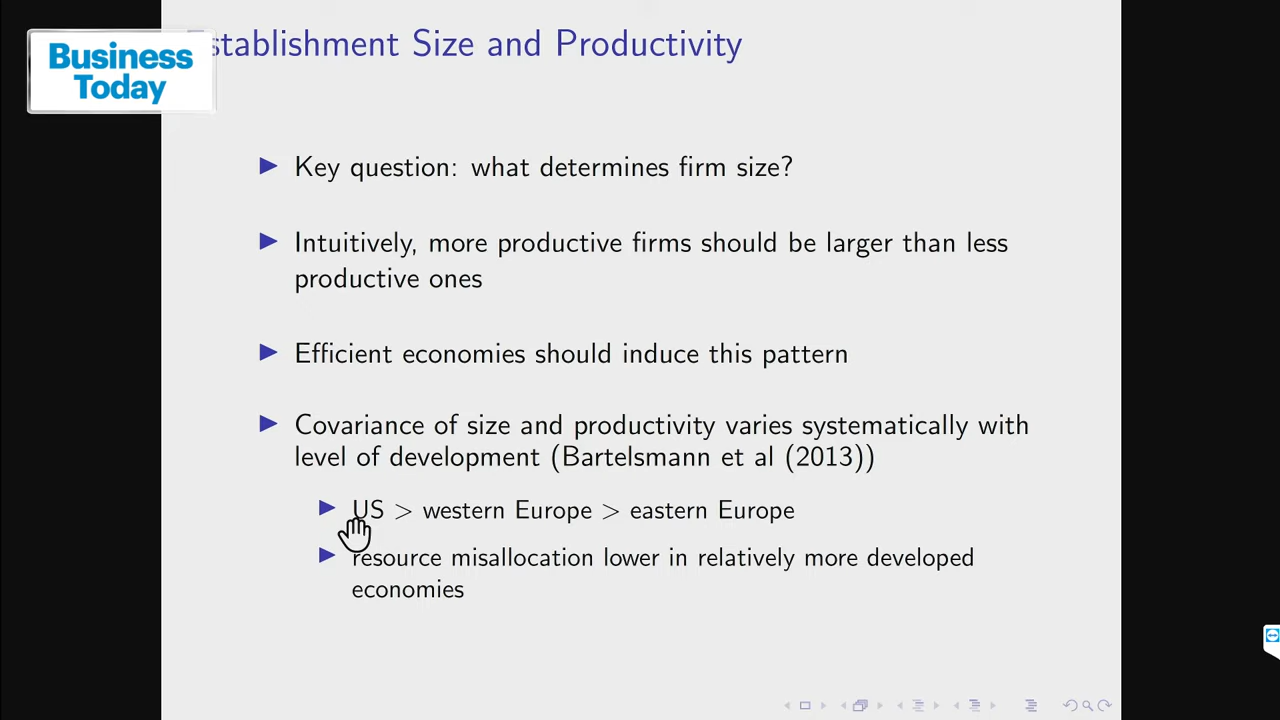 Establishment Size and Productivity
Business
Today
Key question: what determines firm size?
Intuitively, more productive firms should be larger than less
productive ones
Efficient economies should induce this pattern
Covariance of size and productivity varies systematically with
level of development (Bartelsmann et al (2013))
US > western Europe > eastern Europe
resource misallocation lower in relatively more developed
economies